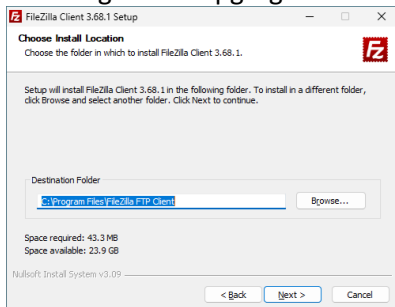 FileZilla Client 3.68.1 Setup
Choose Install Location
Choose the folder in which to install FileZilla Client 3.68.1.
Setup will install FileZilla Client 3.68.1 in the following folder. To install in a different folder,
click Browse and select another folder. Click Next to continue.
Destination Folder
C:\Program Files\FileZilla FTP Client
Browse...
Space required: 43.3 MB
Space available: 23.9 GB
Nullsoft Install System v3.09
< Back
Next >
Cancel